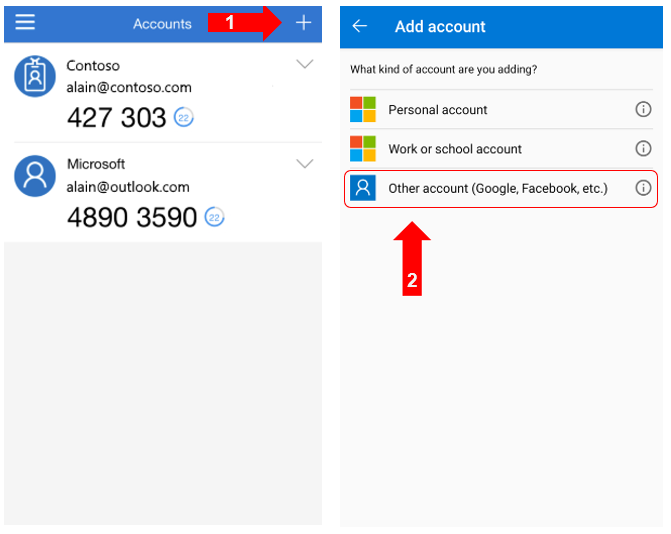 Accounts
1
Contoso
alain@contoso.com
427 303
22
Microsoft
alain@outlook.com
4890 3590
22
Add account
What kind of account are you adding?
Personal account
Work or school account
Other account (Google, Facebook, etc.)
2